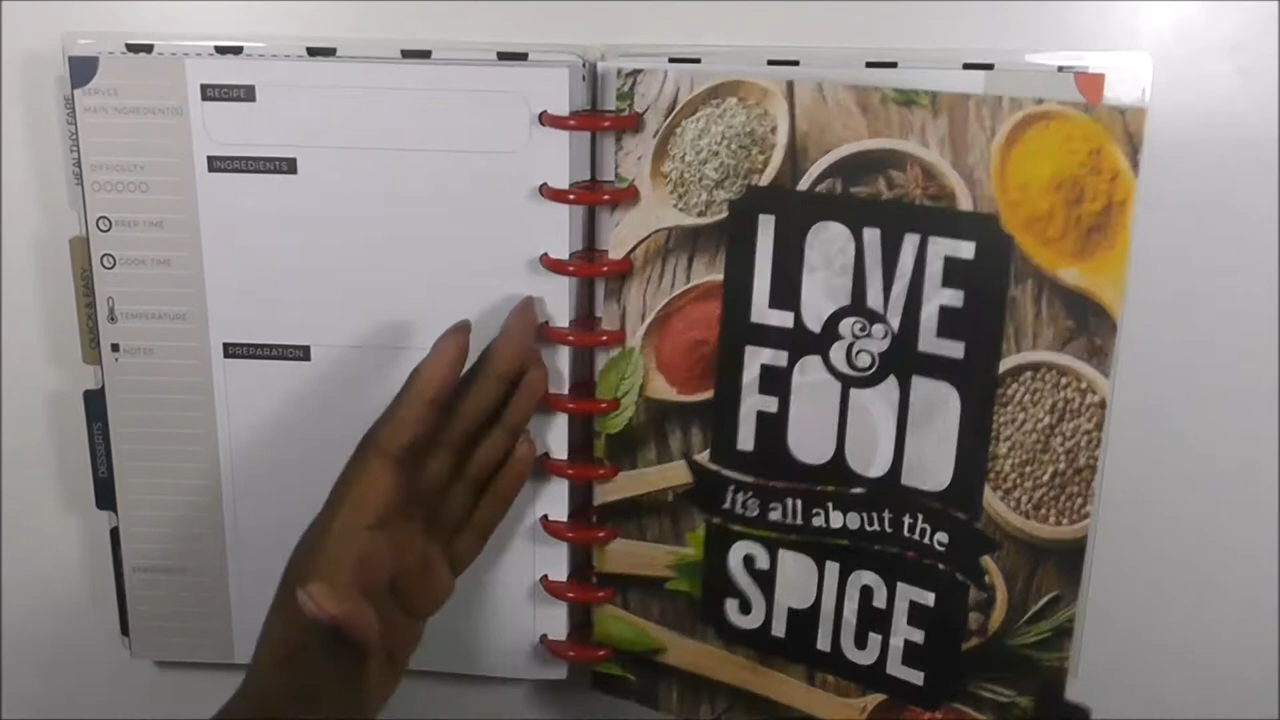 HEALTHY FARE
QUICK & EASY
DESSERTS
SERVES
MAIN INGREDIENT(S)
DIFFICULTY
PREP TIME
COOK TIME
TEMPERATURE
NOTES
RECIPE
INGREDIENTS
PREPARATION
LOVE
&
FOOD
it's all about the
SPICE